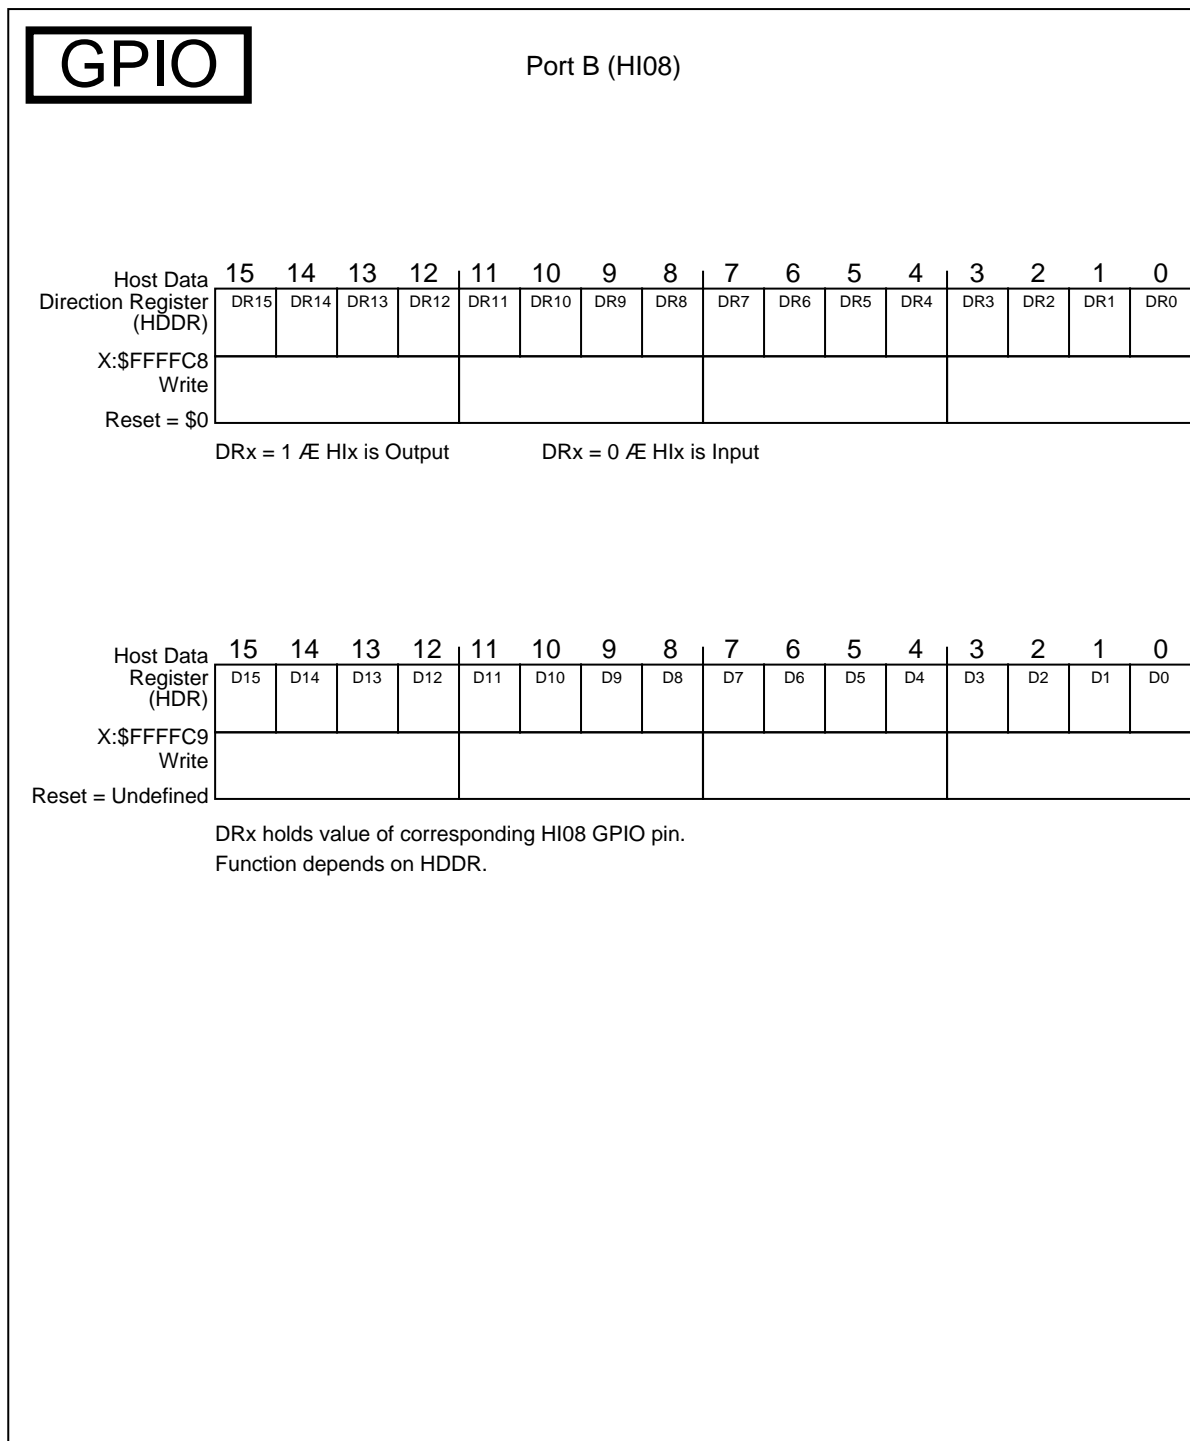 GPIO
Port B (HI08)
15 14 13 12 11 10 9 8 7 6 5 4 3 2 1 0
Host Data
Direction Register
(HDDR)
DR15 DR14 DR13 DR12 DR11 DR10 DR9 DR8 DR7 DR6 DR5 DR4 DR3 DR2 DR1 DR0
X:$FFFFC8
Write
Reset = $0
DRx = 1 Æ HIx is Output DRx = 0 Æ HIx is Input
15 14 13 12 11 10 9 8 7 6 5 4 3 2 1 0
Host Data
Register
(HDR)
D15 D14 D13 D12 D11 D10 D9 D8 D7 D6 D5 D4 D3 D2 D1 D0
X:$FFFFC9
Write
Reset = Undefined
DRx holds value of corresponding HI08 GPIO pin.
Function depends on HDDR.